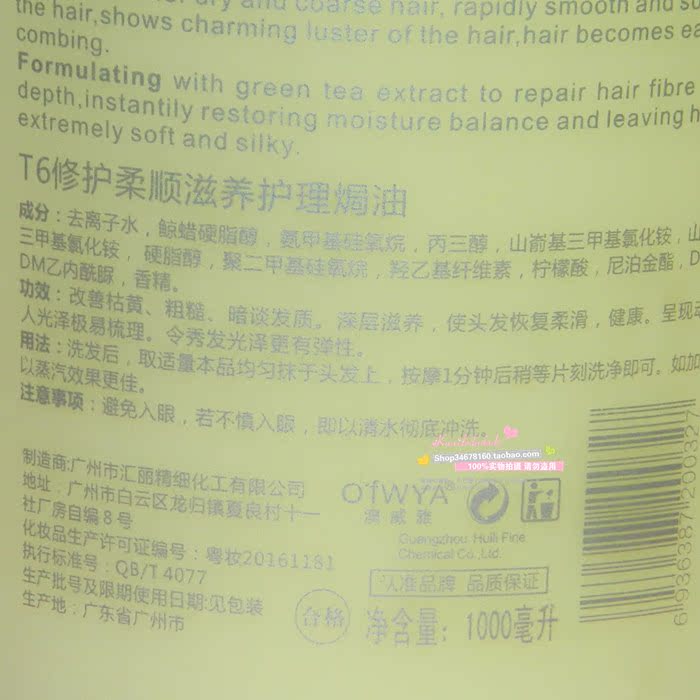 dry and coarse hair, rapidly smooth and
the hair,shows charming luster of the hair,hair becomes
combing.
Formulating with green tea extract to repair hair fibre
depth,instantily restoring moisture balance and leaving
extremely soft and silky.
T6修护柔顺滋养护理焗油
成分：去离子水，鲸蜡硬脂醇，氨甲基硅氧烷，丙三醇，山嵛基三甲基氯化铵，山
三甲基氯化铵，硬脂醇，聚二甲基硅氧烷，羟乙基纤维素，柠檬酸，尼泊金酯，D
DM乙内酰脲，香精。
功效：改善枯黄、粗糙、暗谈发质。深层滋养，使头发恢复柔滑，健康。呈现
人光泽极易梳理。令秀发光泽更有弹性。
用法：洗发后，取适量本品均匀抹于头发上，按摩1分钟后稍等片刻洗净即可。如加
以蒸汽效果更佳。
注意事项：避免入眼，若不慎入眼，即以清水彻底冲洗。
Shop34678160.taobao.com
100%实物拍摄 请勿盗用
制造商:广州市汇丽精细化工有限公司
地址：广州市白云区龙归镇夏良村十一
社厂房自编8号
化妆品生产许可证编号：粤妆20161181
执行标准号：QB/T 4077
生产批号及限期使用日期:见包装
生产地：广东省广州市
OfWYA
澳威雅
Guangzhou Huili Fine
Chemical Co.,Ltd.
认准品牌 品质保证
合格
净含量：1000毫升